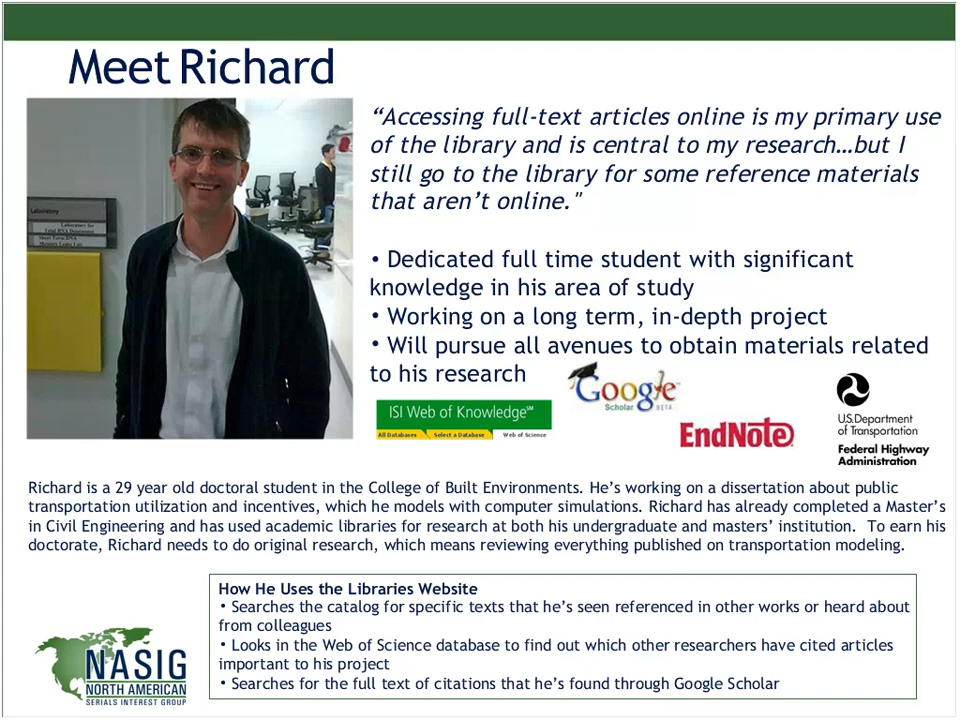 Meet Richard
“Accessing full-text articles online is my primary use
of the library and is central to my research…but I
still go to the library for some reference materials
that aren’t online."
• Dedicated full time student with significant
knowledge in his area of study
• Working on a long term, in-depth project
• Will pursue all avenues to obtain materials related
to his research
Laboratory
Laboratory for
ISI Web of Knowledge℠
All Databases Select a Database Web of Science
Google™
Scholar BETA
EndNote
U.S.Department
of Transportation
Federal Highway
Administration
Richard is a 29 year old doctoral student in the College of Built Environments. He’s working on a dissertation about public
transportation utilization and incentives, which he models with computer simulations. Richard has already completed a Master’s
in Civil Engineering and has used academic libraries for research at both his undergraduate and masters’ institution. To earn his
doctorate, Richard needs to do original research, which means reviewing everything published on transportation modeling.
How He Uses the Libraries Website
• Searches the catalog for specific texts that he’s seen referenced in other works or heard about
from colleagues
• Looks in the Web of Science database to find out which other researchers have cited articles
important to his project
• Searches for the full text of citations that he’s found through Google Scholar
NASIG
NORTH AMERICAN
SERIALS INTEREST GROUP